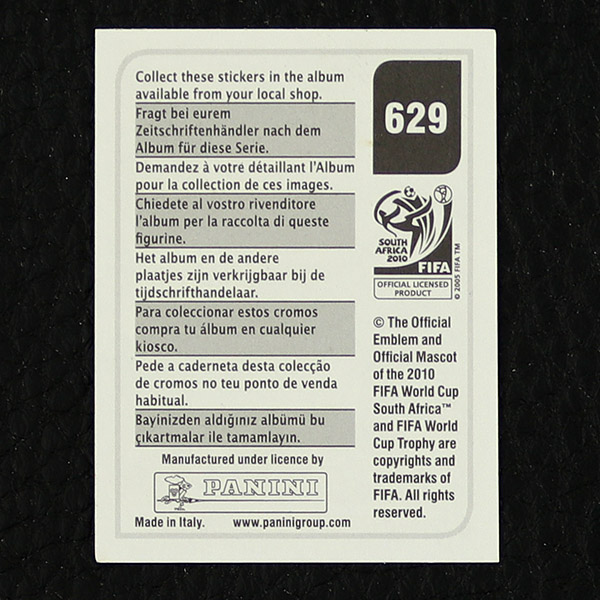 Collect these stickers in the album
available from your local shop.
Fragt bei eurem
Zeitschriftenhändler nach dem
Album für diese Serie.
Demandez à votre détaillant l'Album
pour la collection de ces images.
Chiedete al vostro rivenditore
l'album per la raccolta di queste
figurine.
Het album en de andere
plaatjes zijn verkrijgbaar bij de
tijdschrifthandelaar.
Para coleccionar estos cromos
compra tu álbum en cualquier
kiosco.
Pede a caderneta desta colecção
de cromos no teu ponto de venda
habitual.
Bayinizden aldığınız albümü bu
çıkartmalar ile tamamlayın.
Manufactured under licence by
PANINI
Made in Italy. www.paninigroup.com
629
SOUTH
AFRICA
2010
FIFA
OFFICIAL LICENSED
PRODUCT
© 2005 FIFA TM
© The Official
Emblem and
Official Mascot
of the 2010
FIFA World Cup
South Africa™
and FIFA World
Cup Trophy are
copyrights and
trademarks of
FIFA. All rights
reserved.